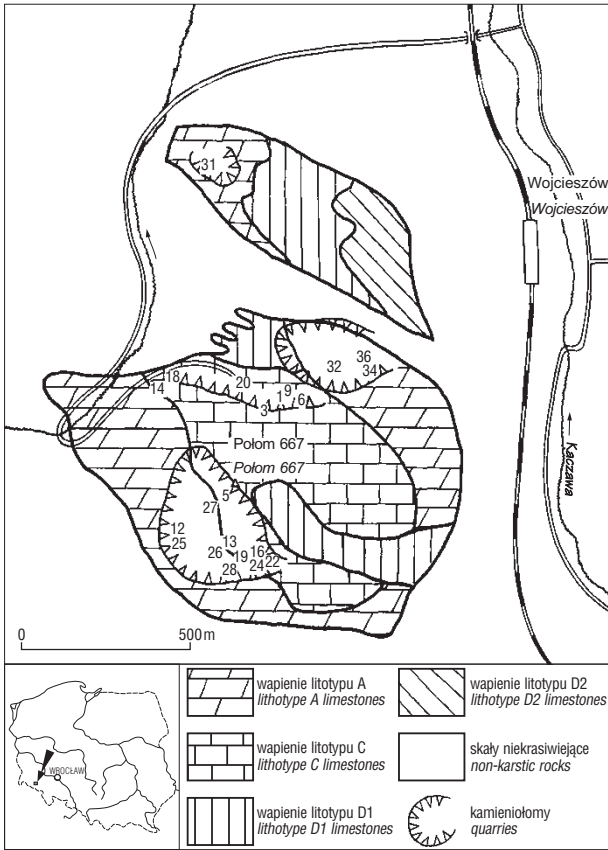 Wojcieszów
Wojcieszów
31
36
32
34
18
14
20
1 9
6
3
Połom 667
Połom 667
5
27
12
13
25
26 19 16
24 22
28
Kaczawa
0 500 m
WROCŁAW
wapienie litotypu A
lithotype A limestones
wapienie litotypu C
lithotype C limestones
wapienie litotypu D1
lithotype D1 limestones
wapienie litotypu D2
lithotype D2 limestones
skały niekrasiwiejące
non-karstic rocks
kamieniołomy
quarries